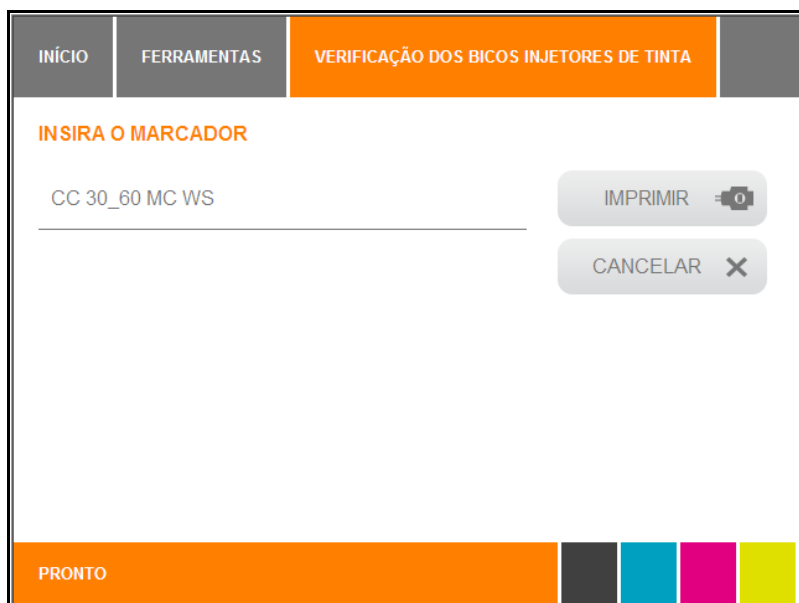 INÍCIO FERRAMENTAS VERIFICAÇÃO DOS BICOS INJETORES DE TINTA
INSIRA O MARCADOR
CC 30_60 MC WS
IMPRIMIR
CANCELAR
PRONTO